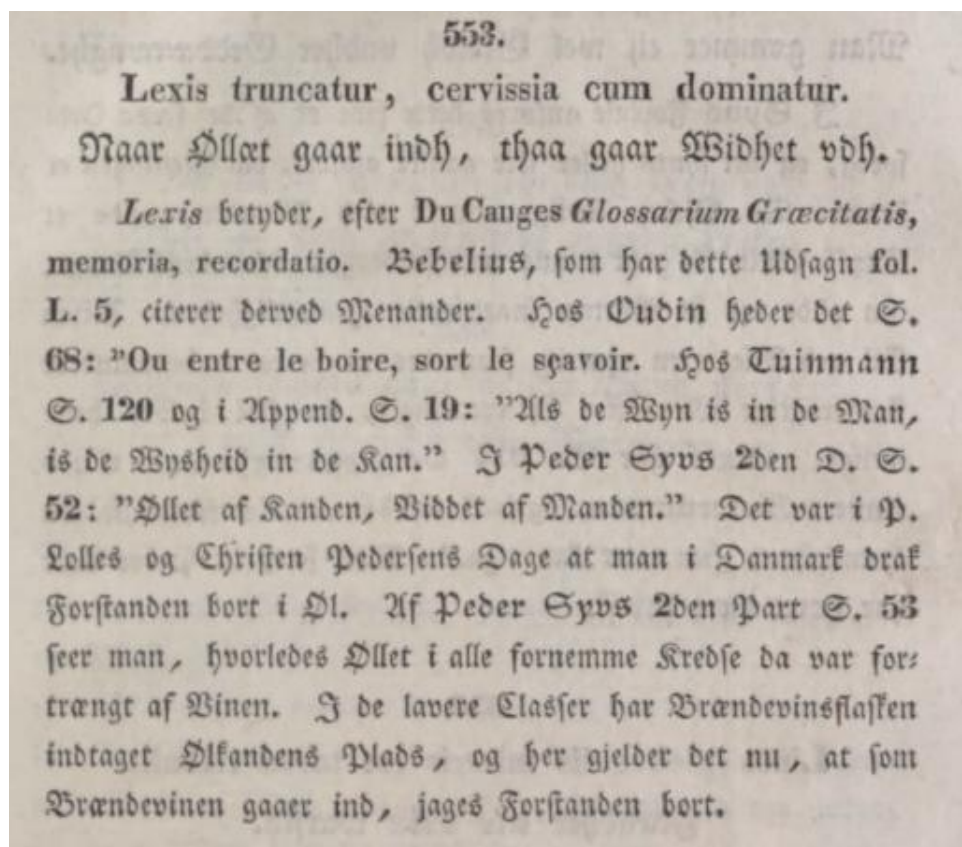 553.
Lexis truncatur, cervissia cum dominatur.
Naar Øllæt gaar indh, thaa gaar Widhet vdh.
Lexis betyder, efter Du Canges Glossarium Græcitatis,
memoria, recordatio. Bebelius, som har dette Udsagn fol.
L. 5, citerer derved Menander. Hos Oudin heder det S.
68: "Ou entre le boire, sort le sçavoir. Hos Tuinmann
S. 120 og i Append. S. 19: "Als de Wyn is in de Man,
is de Wysheid in de Kan." I Peder Syvs 2den D. S.
52: "Øllet af Kanden, Viddet af Manden." Det var i P.
Lolles og Christen Pedersens Dage at man i Danmark drak
Forstanden bort i Øl. Af Peder Syvs 2den Part S. 53
seer man, hvorledes Øllet i alle fornemme Kredse da var for-
trængt af Vinen. I de lavere Classer har Brændevinsflasken
indtaget Ølkandens Plads, og her gjelder det nu, at som
Brændevinen gaaer ind, jages Forstanden bort.